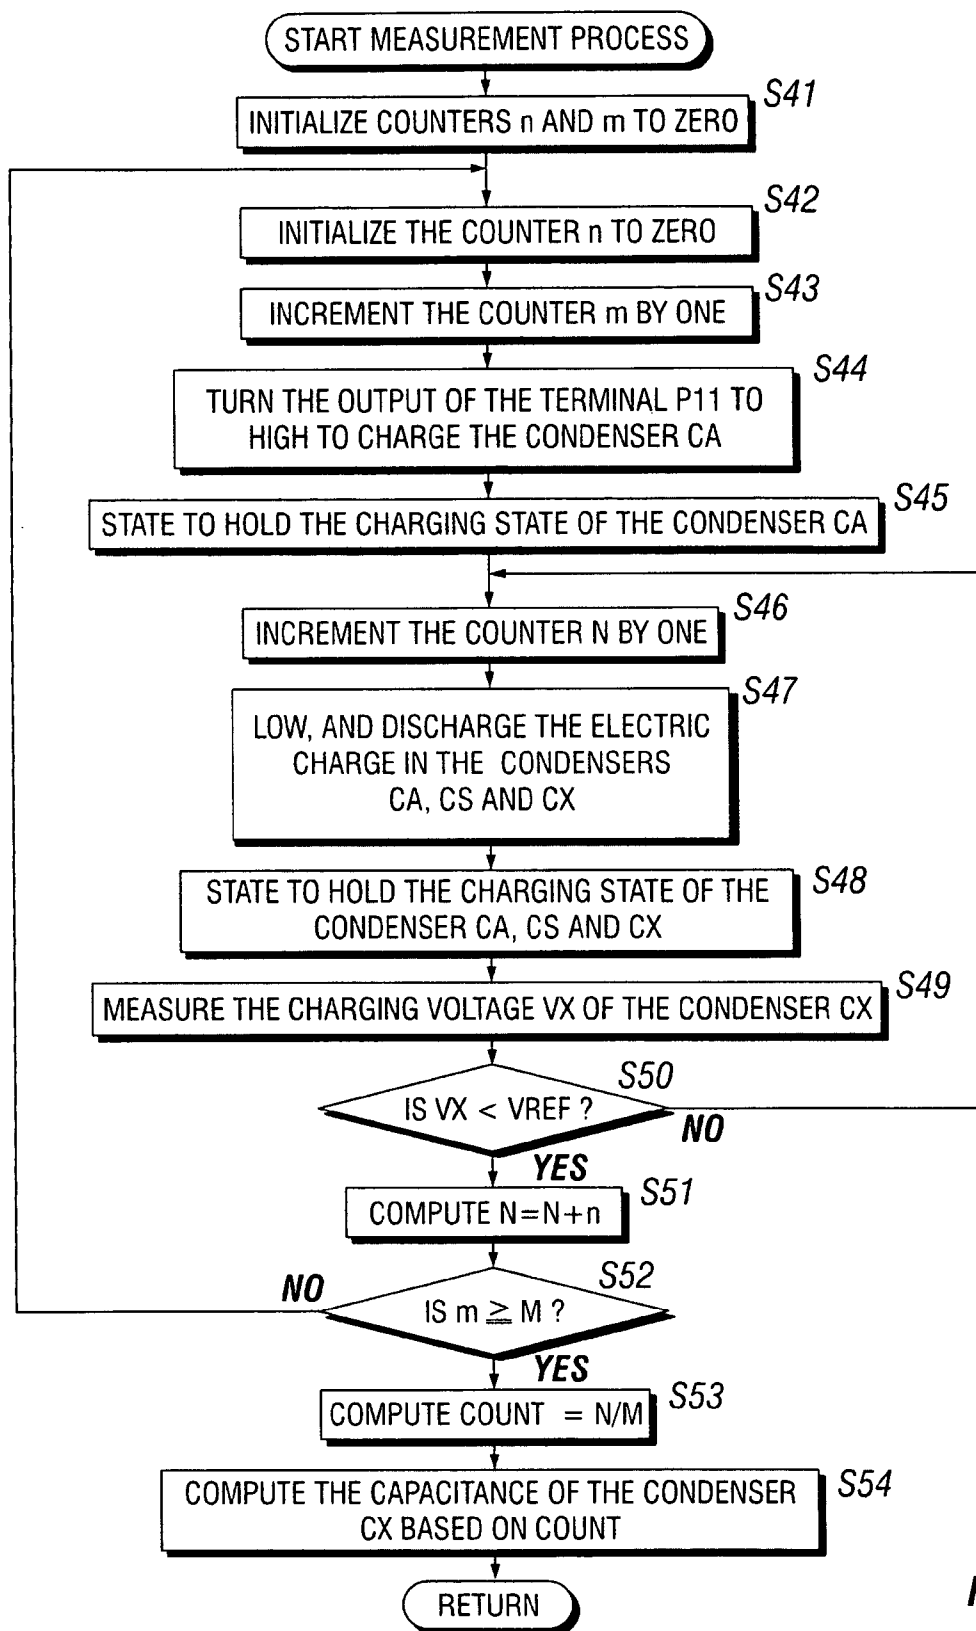 START MEASUREMENT PROCESS
S41
INITIALIZE COUNTERS n AND m TO ZERO
S42
INITIALIZE THE COUNTER n TO ZERO
S43
INCREMENT THE COUNTER m BY ONE
S44
TURN THE OUTPUT OF THE TERMINAL P11 TO
HIGH TO CHARGE THE CONDENSER CA
S45
STATE TO HOLD THE CHARGING STATE OF THE CONDENSER CA
S46
INCREMENT THE COUNTER N BY ONE
S47
LOW, AND DISCHARGE THE ELECTRIC
CHARGE IN THE CONDENSERS
CA, CS AND CX
S48
STATE TO HOLD THE CHARGING STATE OF THE
CONDENSER CA, CS AND CX
S49
MEASURE THE CHARGING VOLTAGE VX OF THE CONDENSER CX
S50
IS VX < VREF ?
NO
YES
S51
COMPUTE N=N+n
S52
NO
IS m ≧ M ?
YES
S53
COMPUTE COUNT = N/M
S54
COMPUTE THE CAPACITANCE OF THE CONDENSER
CX BASED ON COUNT
RETURN